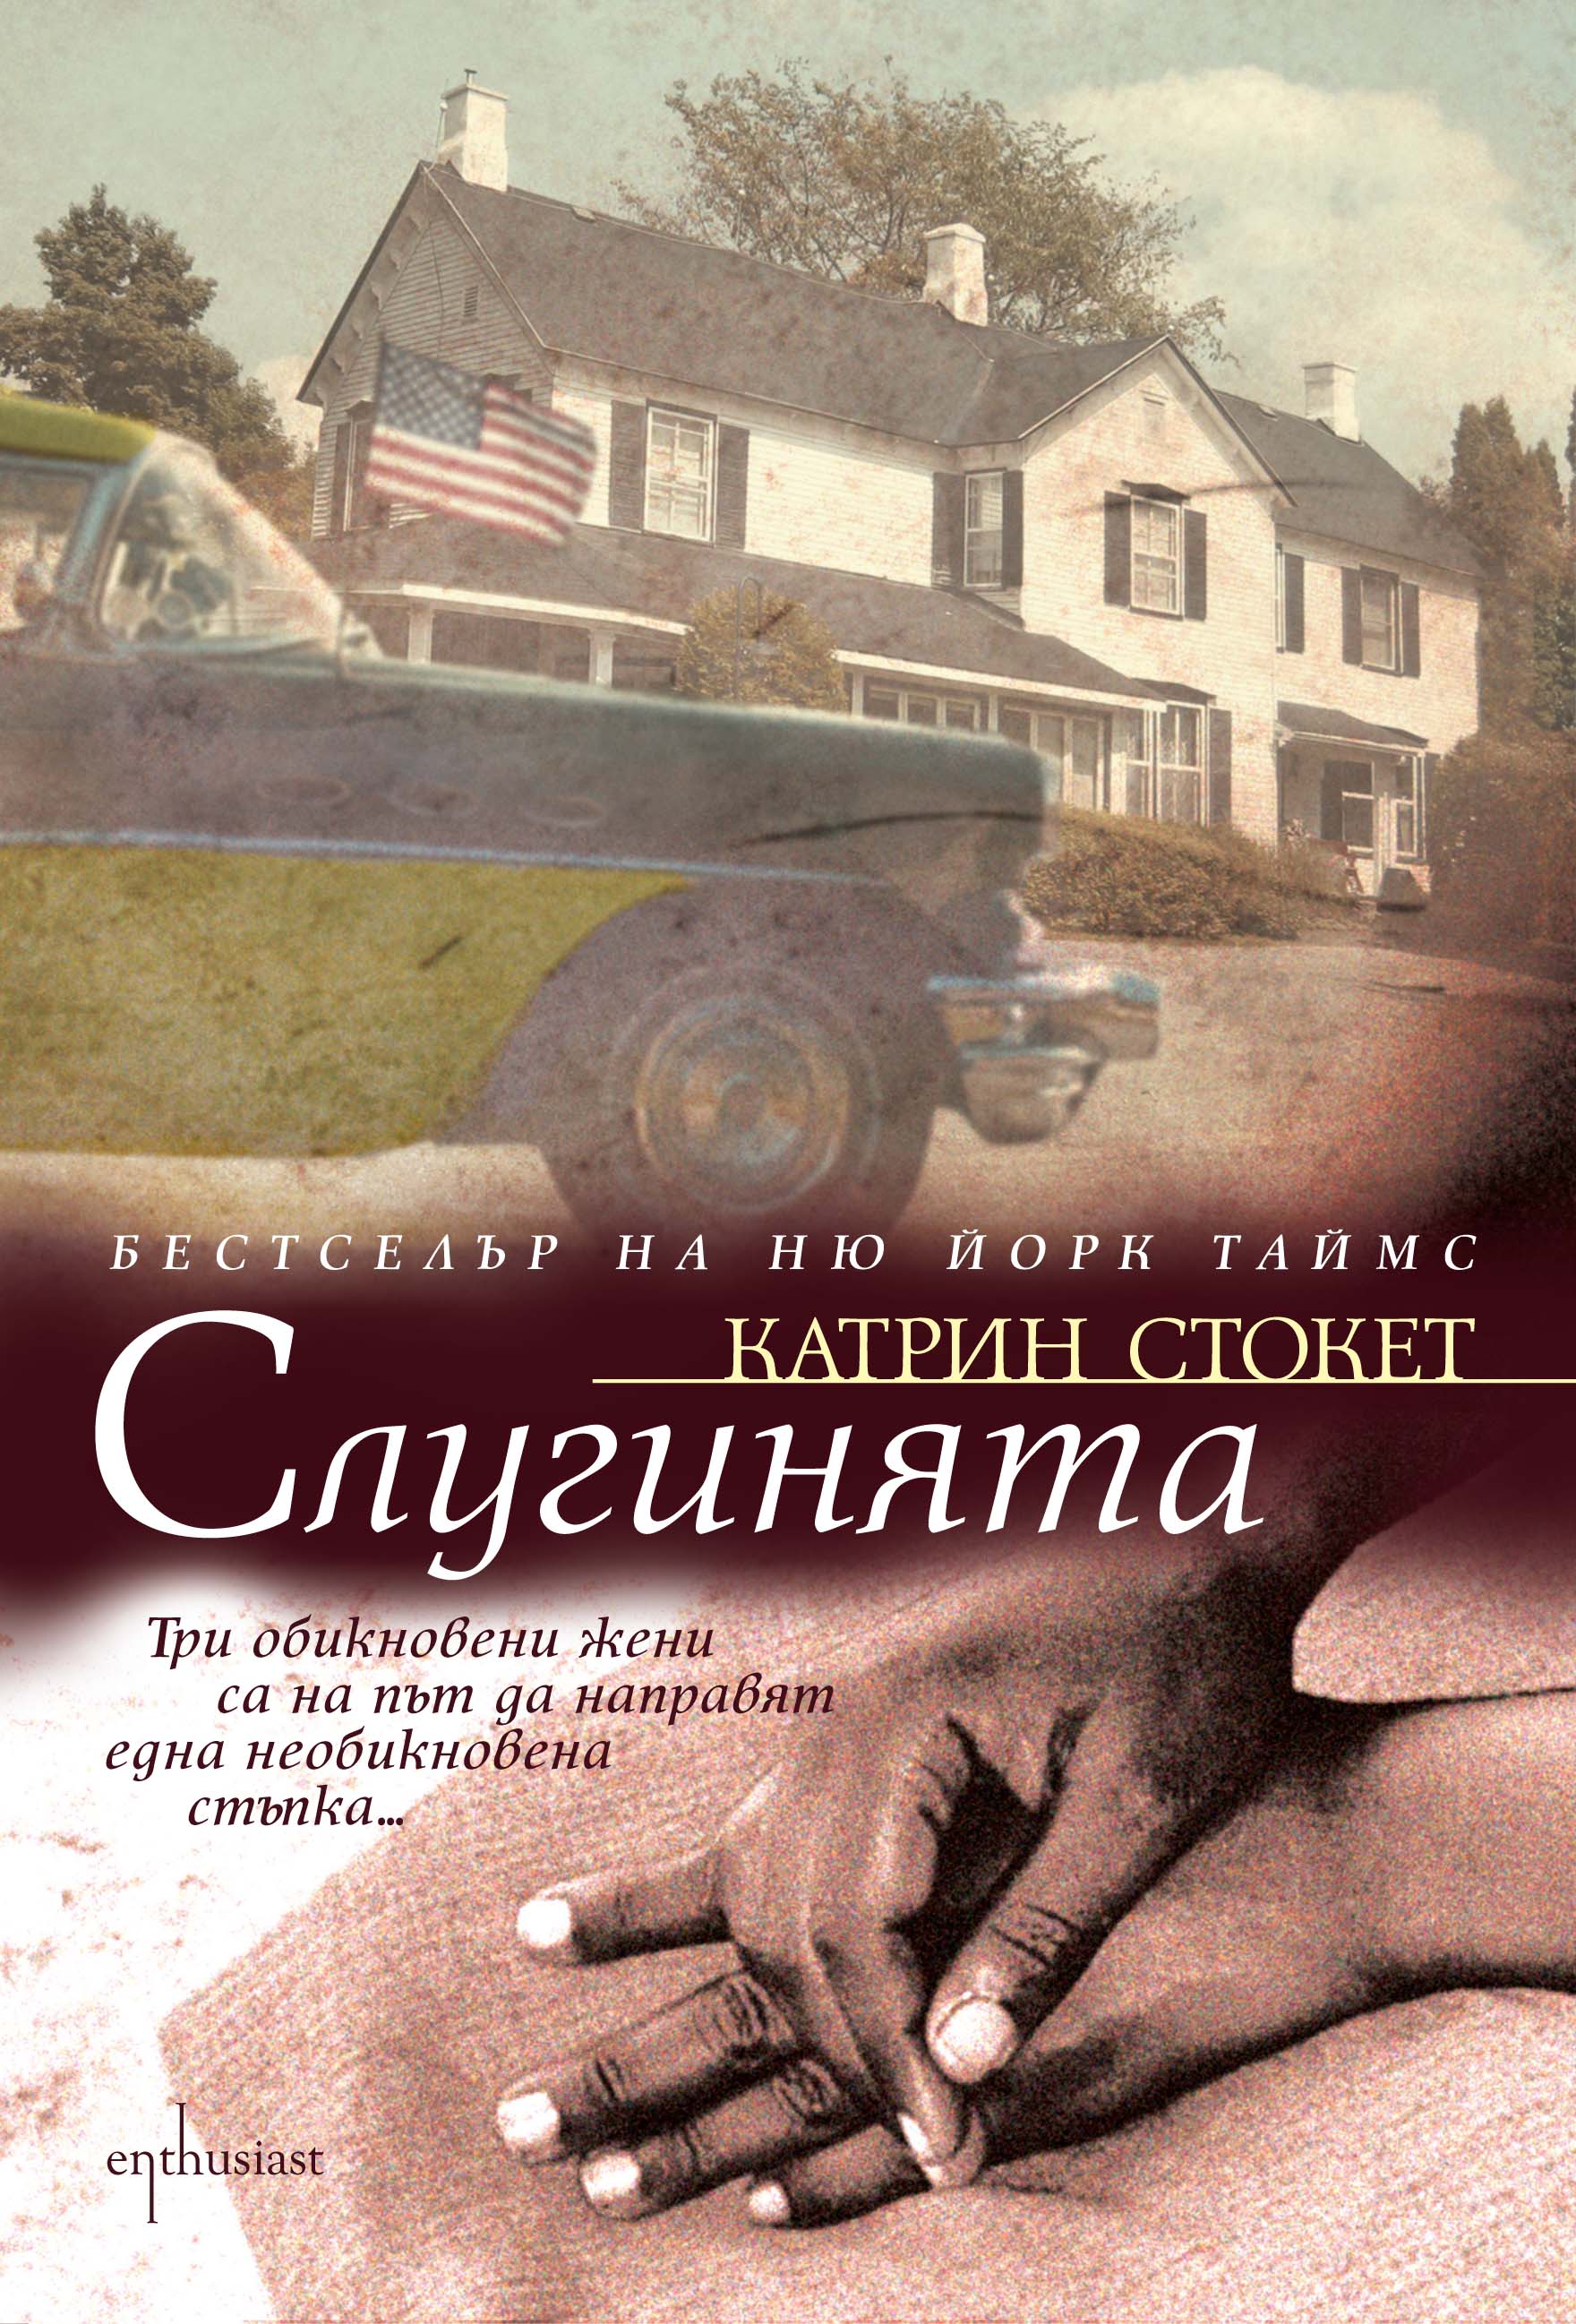 БЕСТСЕЛЪР НА НЮ ЙОРК ТАЙМС
КАТРИН СТОКЕТ
Слугинята
Три обикновени жени
са на път да направят
една необикновена
стъпка...
enthusiast